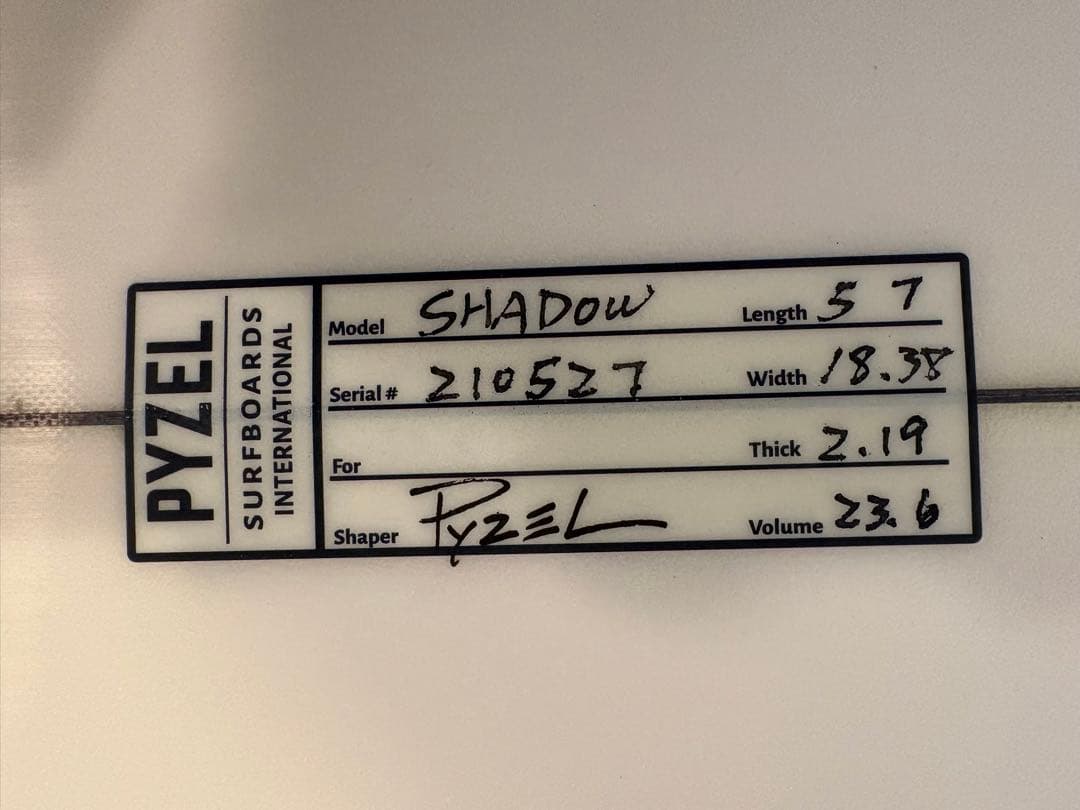 PYZEL
SURFBOARDS
INTERNATIONAL
Model SHADOW Length 5 7
Serial # 210527 Width 18.38
For Thick 2.19
Shaper PYZEL Volume 23.6